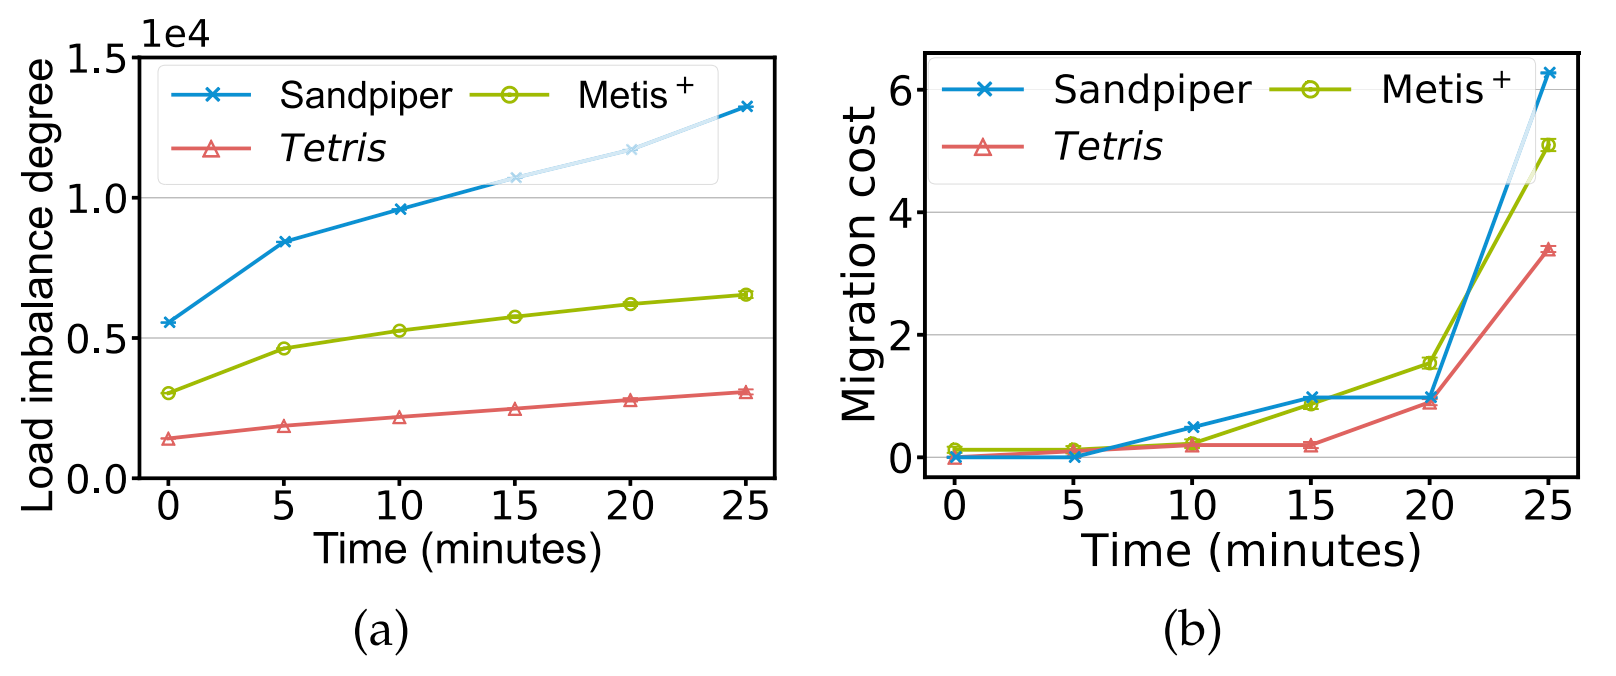 1e4
Load imbalance degree
1.5
1.0
0.5
0.0
Sandpiper
Metis+
Tetris
0 5 10 15 20 25
Time (minutes)
(a)
Migration cost
6
4
2
0
Sandpiper
Metis+
Tetris
0 5 10 15 20 25
Time (minutes)
(b)